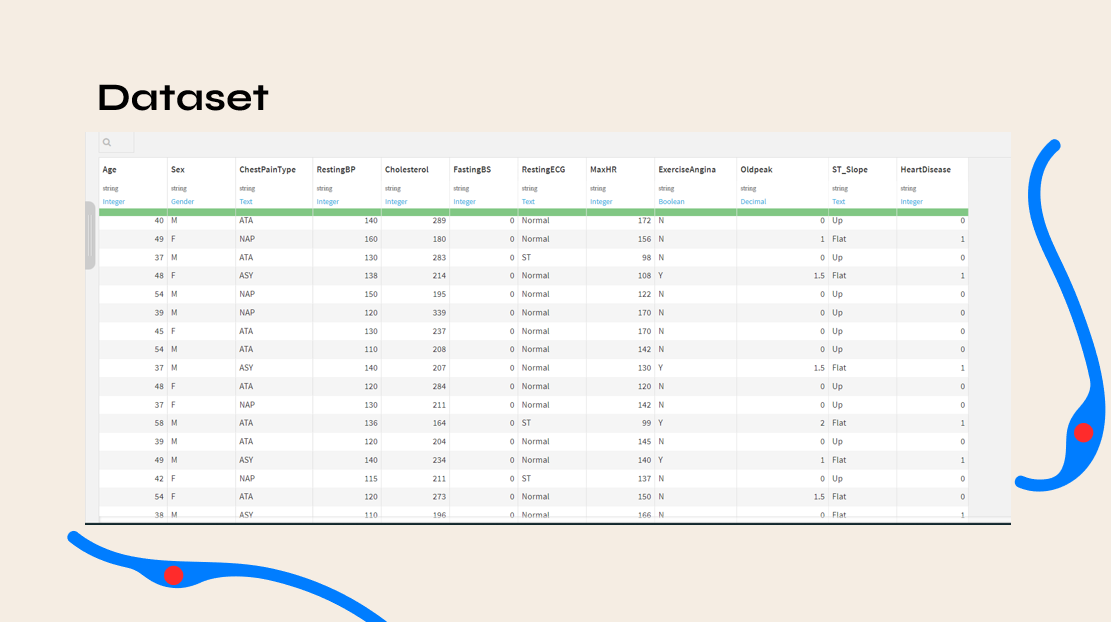 Dataset
Age Sex ChestPainType RestingBP Cholesterol FastingBS RestingECG MaxHR ExerciseAngina Oldpeak ST_Slope HeartDisease
string string string string string string string string string string string string
Integer Gender Text Integer Integer Integer Text Integer Boolean Decimal Text Integer
40 M ATA 140 289 0 Normal 172 N 0 Up 0
49 F NAP 160 180 0 Normal 156 N 1 Flat 1
37 M ATA 130 283 0 ST 98 N 0 Up 0
48 F ASY 138 214 0 Normal 108 Y 1.5 Flat 1
54 M NAP 150 195 0 Normal 122 N 0 Up 0
39 M NAP 120 339 0 Normal 170 N 0 Up 0
45 F ATA 130 237 0 Normal 170 N 0 Up 0
54 M ATA 110 208 0 Normal 142 N 0 Up 0
37 M ASY 140 207 0 Normal 130 Y 1.5 Flat 1
48 F ATA 120 284 0 Normal 120 N 0 Up 0
37 F NAP 130 211 0 Normal 142 N 0 Up 0
58 M ATA 136 164 0 ST 99 Y 2 Flat 1
39 M ATA 120 204 0 Normal 145 N 0 Up 0
49 M ASY 140 234 0 Normal 140 Y 1 Flat 1
42 F NAP 115 211 0 ST 137 N 0 Up 0
54 F ATA 120 273 0 Normal 150 N 1.5 Flat 0
38 M ASY 110 196 0 Normal 166 N 0 Flat 1